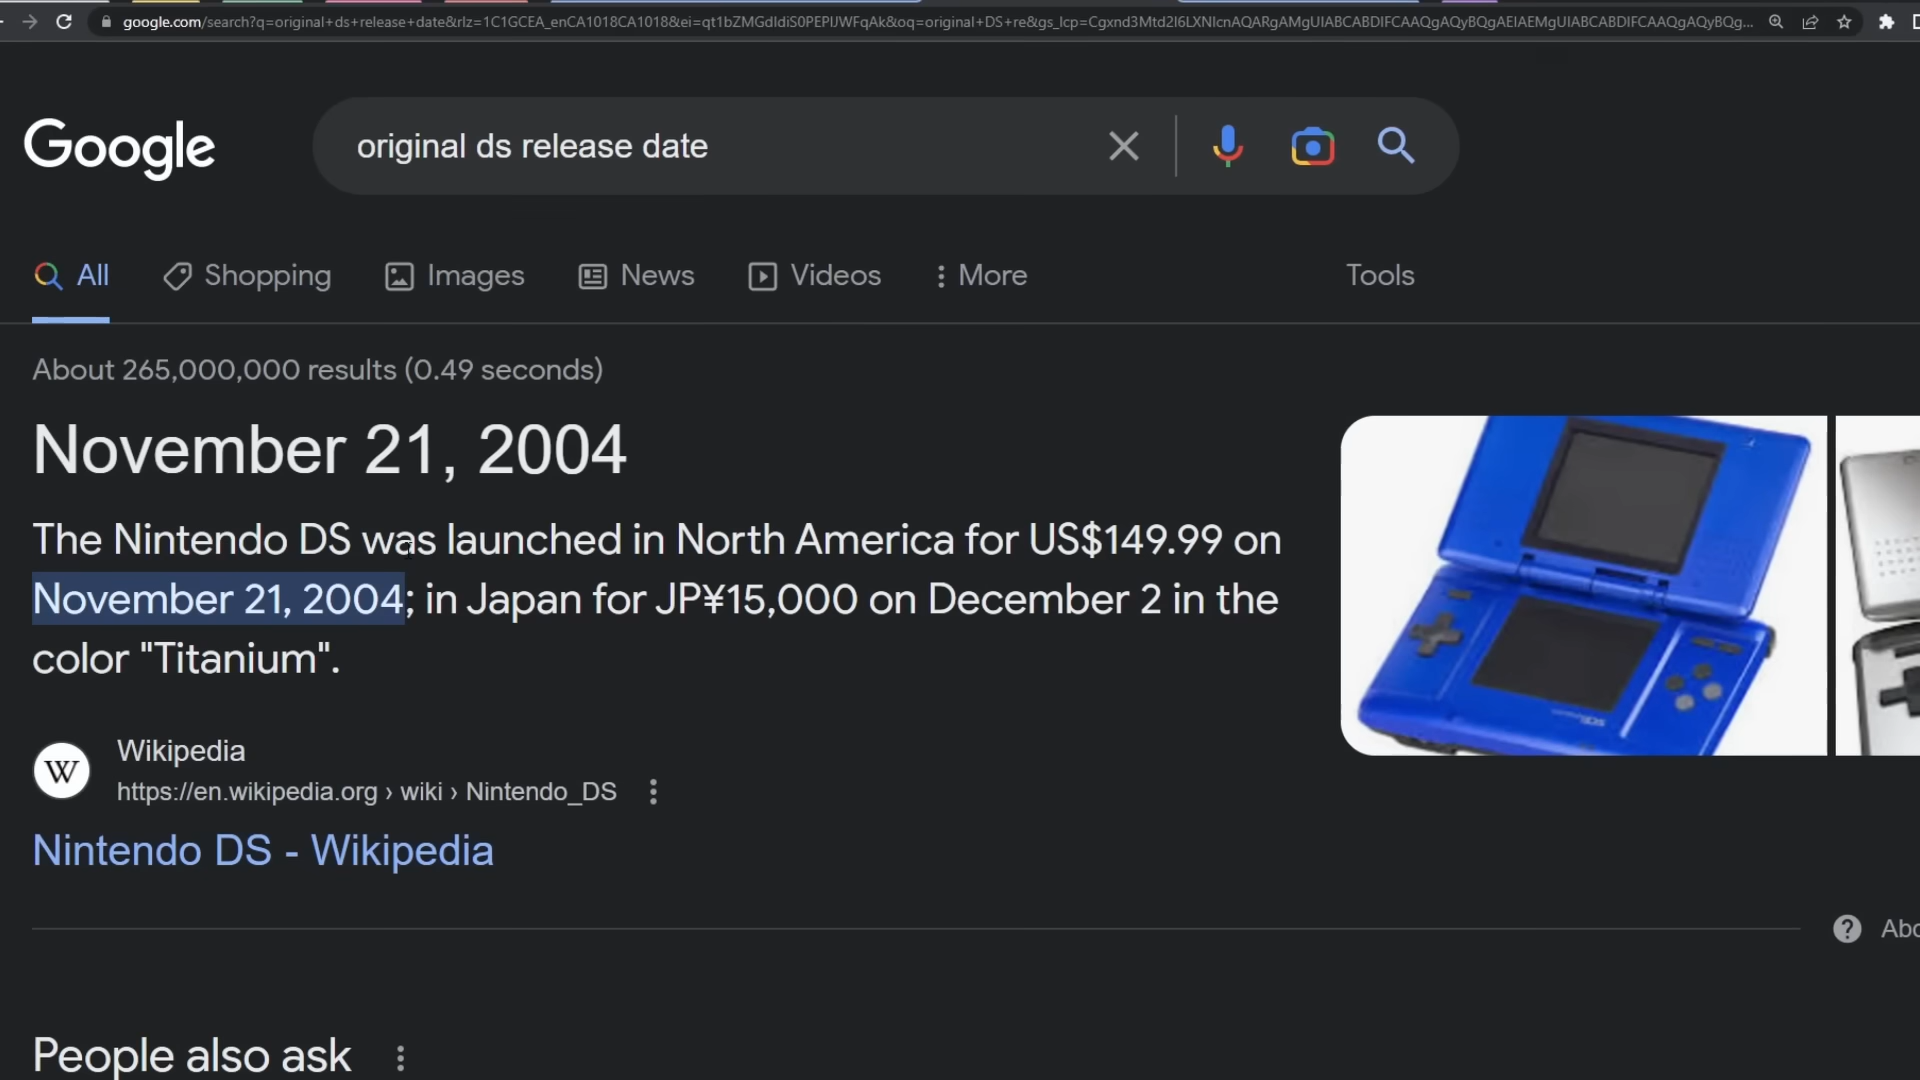 google.com/search?q=original+ds+release+date&rlz=1C1GCEA_enCA1018CA1018&ei=qt1bZMGdIdiS0PEPIJWFqAk&oq=original+DS+re&gs_lcp=Cgxnd3Mtd2l6LXNlcnAQARgAMgUIABCABDIFCAAQgAQyBQgAEIAEMgUIABCABDIFCAAQgAQyBQg...
Google
original ds release date
All Shopping Images News Videos More Tools
About 265,000,000 results (0.49 seconds)
November 21, 2004
The Nintendo DS was launched in North America for US$149.99 on
November 21, 2004; in Japan for JP¥15,000 on December 2 in the
color "Titanium".
W
Wikipedia
https://en.wikipedia.org › wiki › Nintendo_DS
Nintendo DS - Wikipedia
People also ask